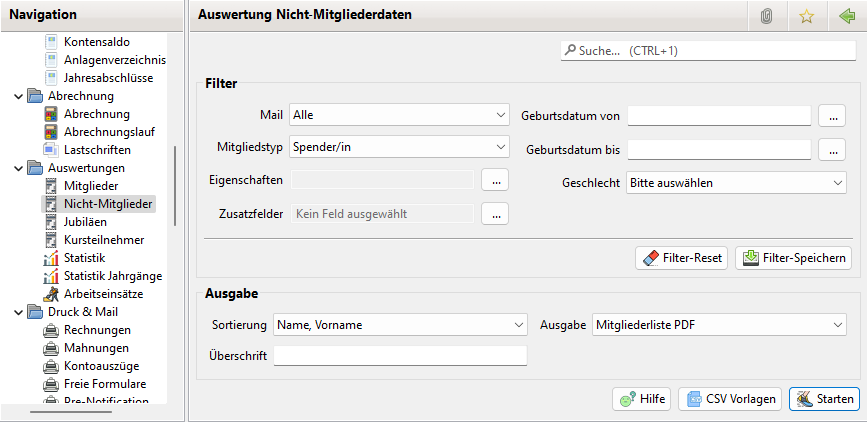 Navigation
Kontensaldo
Anlagenverzeichnis
Jahresabschlüsse
Abrechnung
Abrechnung
Abrechnungslauf
Lastschriften
Auswertungen
Mitglieder
Nicht-Mitglieder
Jubiläen
Kursteilnehmer
Statistik
Statistik Jahrgänge
Arbeitseinsätze
Druck & Mail
Rechnungen
Mahnungen
Kontoauszüge
Freie Formulare
Pre-Notification
Auswertung Nicht-Mitgliederdaten
Suche... (CTRL+1)
Filter
Mail Alle Geburtsdatum von ...
Mitgliedstyp Spender/in Geburtsdatum bis ...
Eigenschaften ... Geschlecht Bitte auswählen
Zusatzfelder Kein Feld ausgewählt ...
Filter-Reset Filter-Speichern
Ausgabe
Sortierung Name, Vorname Ausgabe Mitgliederliste PDF
Überschrift
Hilfe CSV Vorlagen Starten